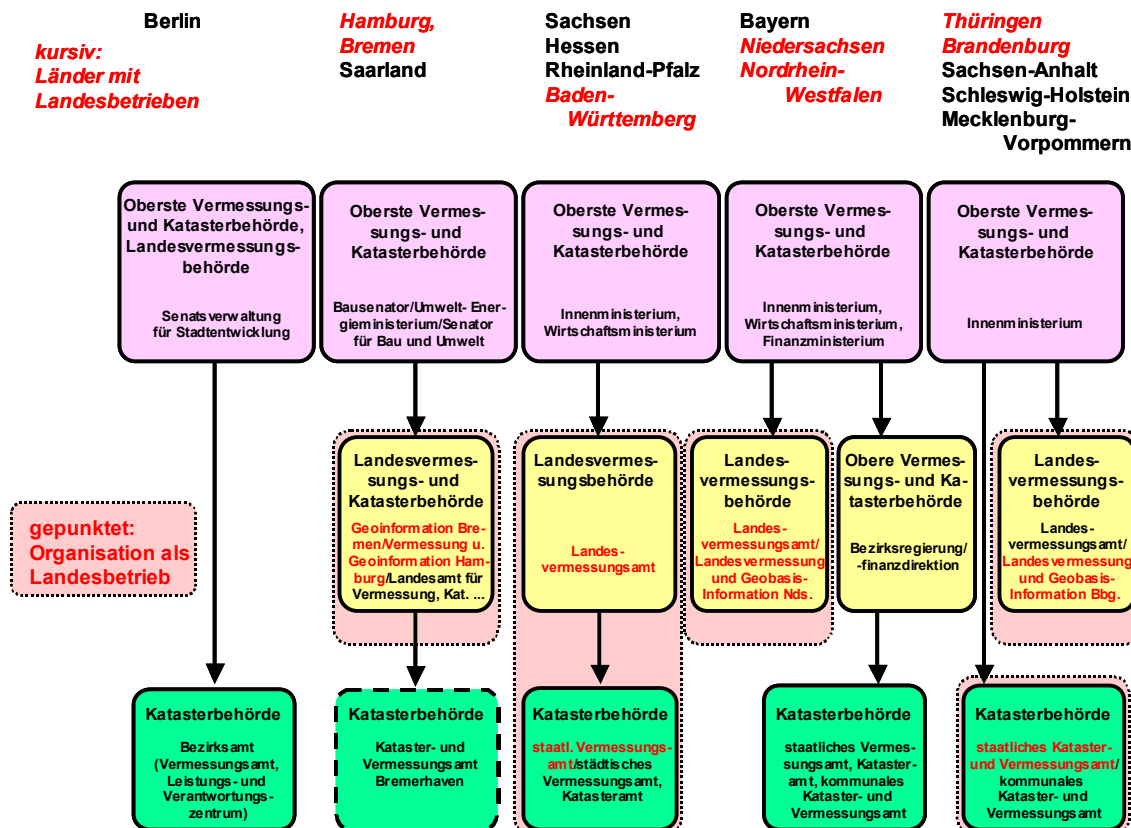 Berlin
kursiv:
Länder mit
Landesbetrieben
Hamburg,
Bremen
Saarland
Sachsen
Hessen
Rheinland-Pfalz
Baden-
Württemberg
Bayern
Niedersachsen
Nordrhein-
Westfalen
Thüringen
Brandenburg
Sachsen-Anhalt
Schleswig-Holstein
Mecklenburg-
Vorpommern
Oberste Vermessungs-
und Katasterbehörde,
Landesvermessungs-
behörde
Senatsverwaltung
für Stadtentwicklung
Oberste Vermes-
sungs- und
Katasterbehörde
Bausenator/Umwelt- Ener-
gieministerium/Senator
für Bau und Umwelt
Oberste Vermes-
sungs- und
Katasterbehörde
Innenministerium,
Wirtschaftsministerium
Oberste Vermes-
sungs- und
Katasterbehörde
Innenministerium,
Wirtschaftsministerium,
Finanzministerium
Oberste Vermes-
sungs- und
Katasterbehörde
Innenministerium
gepunktet:
Organisation als
Landesbetrieb
Landesvermes-
sungs- und
Katasterbehörde
Geoinformation Bre-
men/Vermessung u.
Geoinformation Ham-
burg/Landesamt für
Vermessung, Kat. ...
Landesvermes-
sungsbehörde
Landes-
vermessungsamt
Landes-
vermessungs-
behörde
Landes-
vermessungsamt/
Landesvermessung
und Geobasis-
Information Nds.
Obere Vermes-
sungs- und Ka-
tasterbehörde
Bezirksregierung/
-finanzdirektion
Landes-
vermessungs-
behörde
Landes-
vermessungsamt/
Landesvermessung
und Geobasis-
Information Bbg.
Katasterbehörde
Bezirksamt
(Vermessungsamt,
Leistungs- und
Verantwortungs-
zentrum)
Katasterbehörde
Kataster- und
Vermessungsamt
Bremerhaven
Katasterbehörde
staatl. Vermessungs-
amt/städtisches
Vermessungsamt,
Katasteramt
Katasterbehörde
staatliches Vermes-
sungsamt, Kataster-
amt, kommunales
Kataster- und
Vermessungsamt
Katasterbehörde
staatliches Kataster-
und Vermessungsamt/
kommunales
Kataster- und
Vermessungsamt